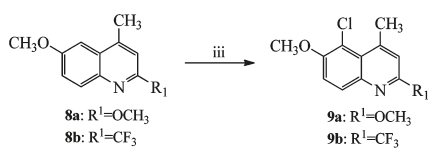 CH₃
CH₃O
N
R₁
8a: R¹=OCH₃
8b: R¹=CF₃
iii
Cl
CH₃
OCH₃
N
R₁
9a: R¹=OCH₃
9b: R¹=CF₃